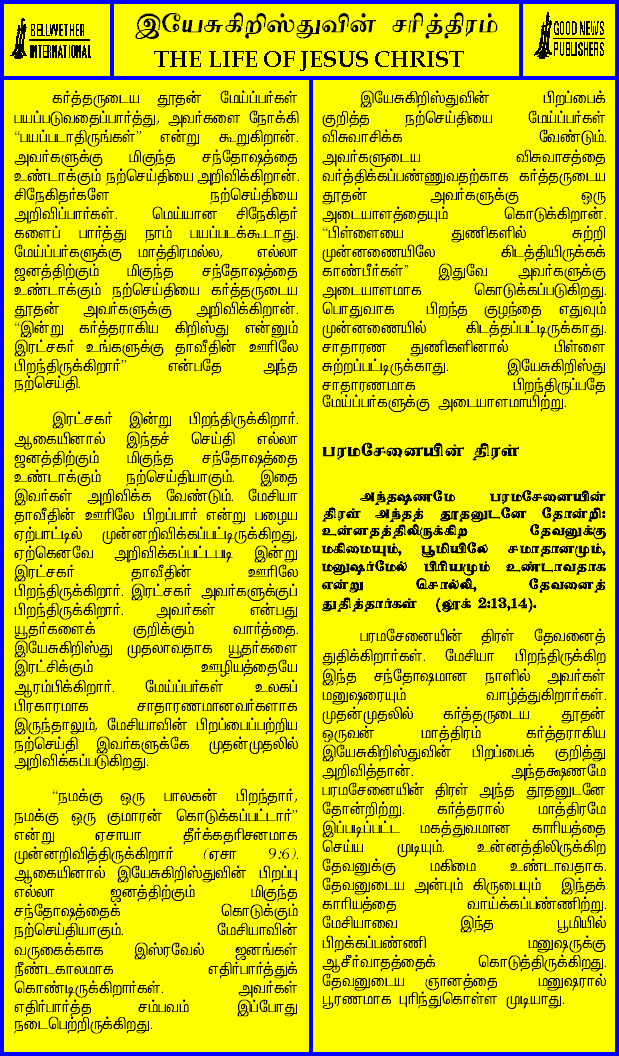 BELLWETHER
INTERNATIONAL
இயேசுகிறிஸ்துவின் சரித்திரம்
THE LIFE OF JESUS CHRIST
GOOD NEWS
PUBLISHERS
கர்த்தருடைய தூதன் மேய்ப்பர்கள்
பயப்படுவதைப்பார்த்து, அவர்களை நோக்கி
“பயப்படாதிருங்கள்” என்று கூறுகிறான்.
அவர்களுக்கு மிகுந்த சந்தோஷத்தை
உண்டாக்கும் நற்செய்தியை அறிவிக்கிறான்.
சிநேகிதர்களே நற்செய்தியை
அறிவிப்பார்கள். மெய்யான சிநேகிதர்
களைப் பார்த்து நாம் பயப்படக்கூடாது.
மேய்ப்பர்களுக்கு மாத்திரமல்ல, எல்லா
ஜனத்திற்கும் மிகுந்த சந்தோஷத்தை
உண்டாக்கும் நற்செய்தியை கர்த்தருடைய
தூதன் அவர்களுக்கு அறிவிக்கிறான்.
“இன்று கர்த்தராகிய கிறிஸ்து என்னும்
இரட்சகர் உங்களுக்கு தாவீதின் ஊரிலே
பிறந்திருக்கிறார்” என்பதே அந்த
நற்செய்தி.
இரட்சகர் இன்று பிறந்திருக்கிறார்.
ஆகையினால் இந்தச் செய்தி எல்லா
ஜனத்திற்கும் மிகுந்த சந்தோஷத்தை
உண்டாக்கும் நற்செய்தியாகும். இதை
இவர்கள் அறிவிக்க வேண்டும். மேசியா
தாவீதின் ஊரிலே பிறப்பார் என்று பழைய
ஏற்பாட்டில் முன்னறிவிக்கப்பட்டிருக்கிறது,
ஏற்கெனவே அறிவிக்கப்பட்டபடி இன்று
இரட்சகர் தாவீதின் ஊரிலே
பிறந்திருக்கிறார். இரட்சகர் அவர்களுக்குப்
பிறந்திருக்கிறார். அவர்கள் என்பது
யூதர்களைக் குறிக்கும் வார்த்தை.
இயேசுகிறிஸ்து முதலாவதாக யூதர்களை
இரட்சிக்கும் ஊழியத்தையே
ஆரம்பிக்கிறார். மேய்ப்பர்கள் உலகப்
பிரகாரமாக சாதாரணமானவர்களாக
இருந்தாலும், மேசியாவின் பிறப்பைப்பற்றிய
நற்செய்தி இவர்களுக்கே முதன்முதலில்
அறிவிக்கப்படுகிறது.
“நமக்கு ஒரு பாலகன் பிறந்தார்,
நமக்கு ஒரு குமாரன் கொடுக்கப்பட்டார்”
என்று ஏசாயா தீர்க்கதரிசனமாக
முன்னறிவித்திருக்கிறார் (ஏசா 9:6).
ஆகையினால் இயேசுகிறிஸ்துவின் பிறப்பு
எல்லா ஜனத்திற்கும் மிகுந்த
சந்தோஷத்தைக் கொடுக்கும்
நற்செய்தியாகும். மேசியாவின்
வருகைக்காக இஸ்ரவேல் ஜனங்கள்
நீண்டகாலமாக எதிர்பார்த்துக்
கொண்டிருக்கிறார்கள். அவர்கள்
எதிர்பார்த்த சம்பவம் இப்போது
நடைபெற்றிருக்கிறது.
இயேசுகிறிஸ்துவின் பிறப்பைக்
குறித்த நற்செய்தியை மேய்ப்பர்கள்
விசுவாசிக்க வேண்டும்.
அவர்களுடைய விசுவாசத்தை
வர்த்திக்கப்பண்ணுவதற்காக கர்த்தருடைய
தூதன் அவர்களுக்கு ஒரு
அடையாளத்தையும் கொடுக்கிறான்.
“பிள்ளையை துணிகளில் சுற்றி
முன்னணையிலே கிடத்தியிருக்கக்
காண்பீர்கள்” இதுவே அவர்களுக்கு
அடையாளமாக கொடுக்கப்படுகிறது.
பொதுவாக பிறந்த குழந்தை எதுவும்
முன்னணையில் கிடத்தப்பட்டிருக்காது.
சாதாரண துணிகளினால் பிள்ளை
சுற்றப்பட்டிருக்காது. இயேசுகிறிஸ்து
சாதாரணமாக பிறந்திருப்பதே
மேய்ப்பர்களுக்கு அடையாளமாயிற்று.
பரமசேனையின் திரள்
அந்தஷணமே பரமசேனையின்
திரள் அந்தத் தூதனுடனே தோன்றி:
உன்னதத்திலிருக்கிற தேவனுக்கு
மகிமையும், பூமியிலே சமாதானமும்,
மனுஷர்மேல் பிரியமும் உண்டாவதாக
என்று சொல்லி, தேவனைத்
துதித்தார்கள் (லூக் 2:13,14).
பரமசேனையின் திரள் தேவனைத்
துதிக்கிறார்கள். மேசியா பிறந்திருக்கிற
இந்த சந்தோஷமான நாளில் அவர்கள்
மனுஷரையும் வாழ்த்துகிறார்கள்.
முதன்முதலில் கர்த்தருடைய தூதன்
ஒருவன் மாத்திரம் கர்த்தராகிய
இயேசுகிறிஸ்துவின் பிறப்பைக் குறித்து
அறிவித்தான். அந்தக்ஷணமே
பரமசேனையின் திரள் அந்த தூதனுடனே
தோன்றிற்று. கர்த்தரால் மாத்திரமே
இப்படிப்பட்ட மகத்துவமான காரியத்தை
செய்ய முடியும். உன்னத்திலிருக்கிற
தேவனுக்கு மகிமை உண்டாவதாக.
தேவனுடைய அன்பும் கிருபையும் இந்தக்
காரியத்தை வாய்க்கப்பண்ணிற்று.
மேசியாவை இந்த பூமியில்
பிறக்கப்பண்ணி மனுஷருக்கு
ஆசீர்வாதத்தைக் கொடுத்திருக்கிறது.
தேவனுடைய ஞானத்தை மனுஷரால்
பூரணமாக புரிந்துகொள்ள முடியாது.